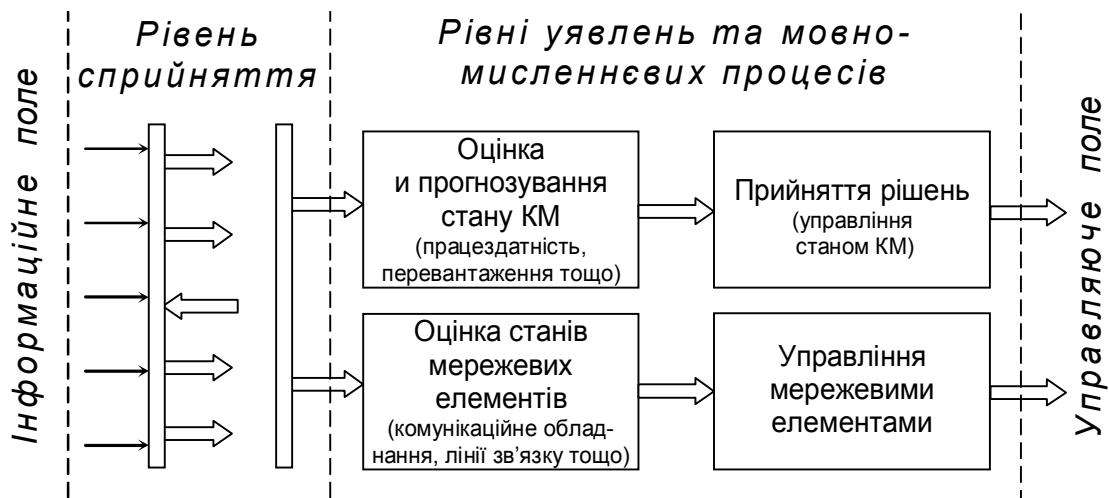 Інформаційне поле
Рівень
сприйняття
Рівні уявлень та мовно-
мисленнєвих процесів
Оцінка
и прогнозування
стану КМ
(працездатність,
перевантаження тощо)
Прийняття рішень
(управління
станом КМ)
Оцінка станів
мережевих
елементів
(комунікаційне облад-
нання, лінії зв’язку тощо)
Управління
мережевими
елементами
Управляюче поле